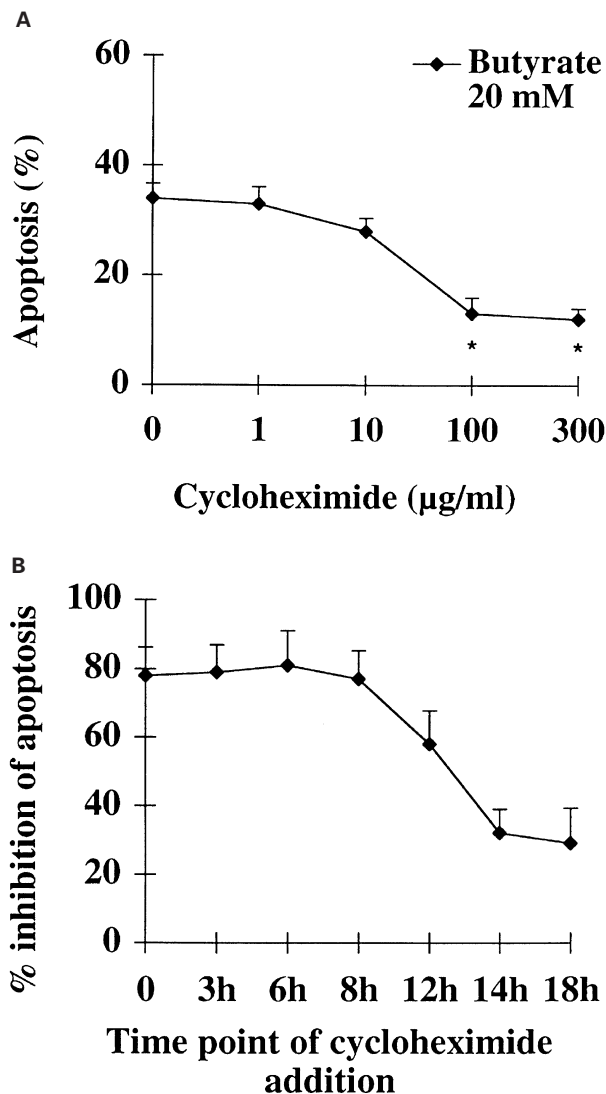 A
60
40
20
0
Apoptosis (%)
Butyrate
20 mM
*
*
0 1 10 100 300
Cycloheximide (µg/ml)
B
100
80
60
40
20
0
% inhibition of apoptosis
0 3h 6h 8h 12h 14h 18h
Time point of cycloheximide
addition